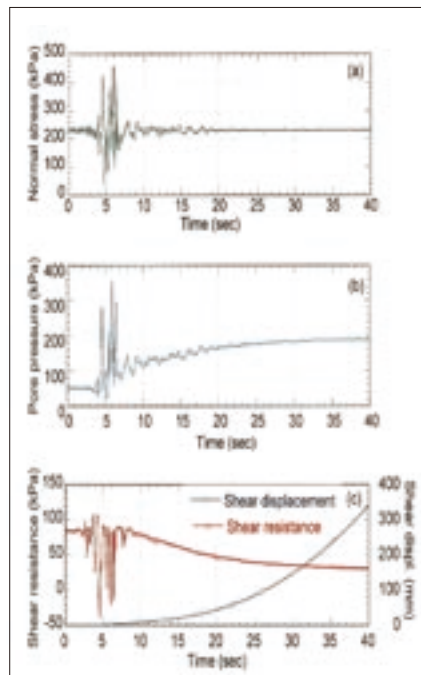 500
400
300
200
100
0
Normal stress (kPa)
(a)
0 5 10 15 20 25 30 35 40
Time (sec)
400
300
200
100
0
Pore pressure (kPa)
(b)
0 5 10 15 20 25 30 35 40
Time (sec)
150
100
50
0
-50
Shear resistance (kPa)
Shear displacement
Shear resistance
(c)
400
300
200
100
0
Shear displ. (mm)
0 5 10 15 20 25 30 35 40
Time (sec)